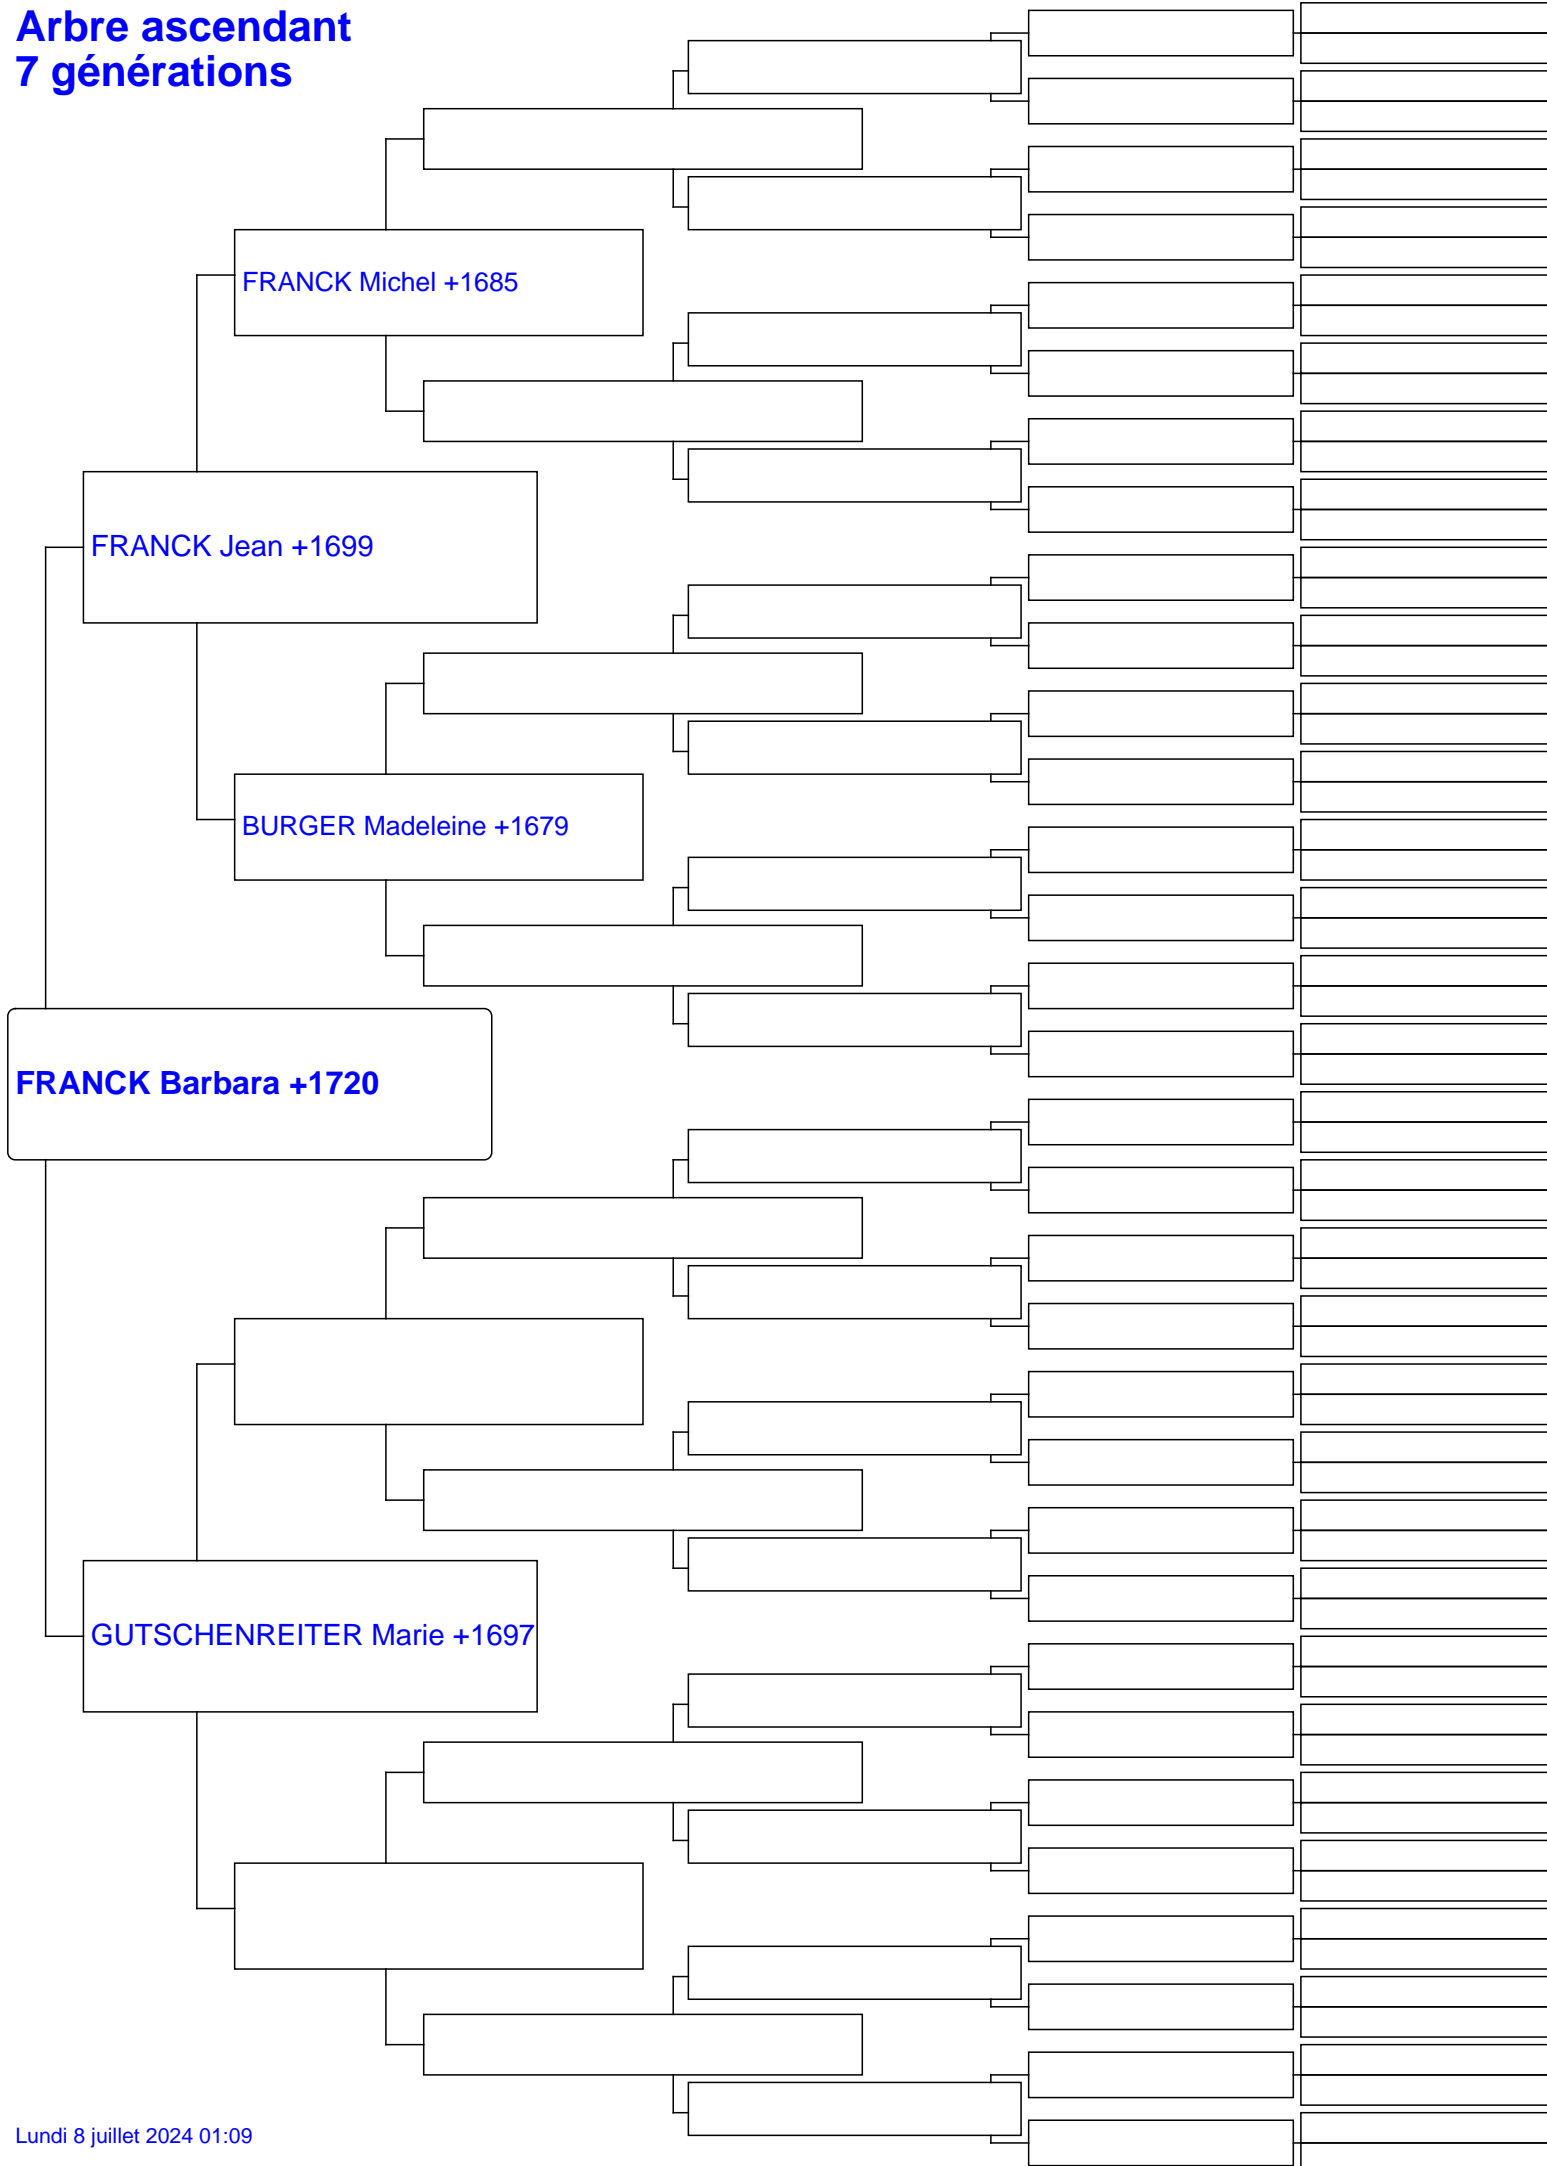 Arbre ascendant
7 générations
FRANCK Michel +1685
FRANCK Jean +1699
BURGER Madeleine +1679
FRANCK Barbara +1720
GUTSCHENREITER Marie +1697
Lundi 8 juillet 2024 01:09